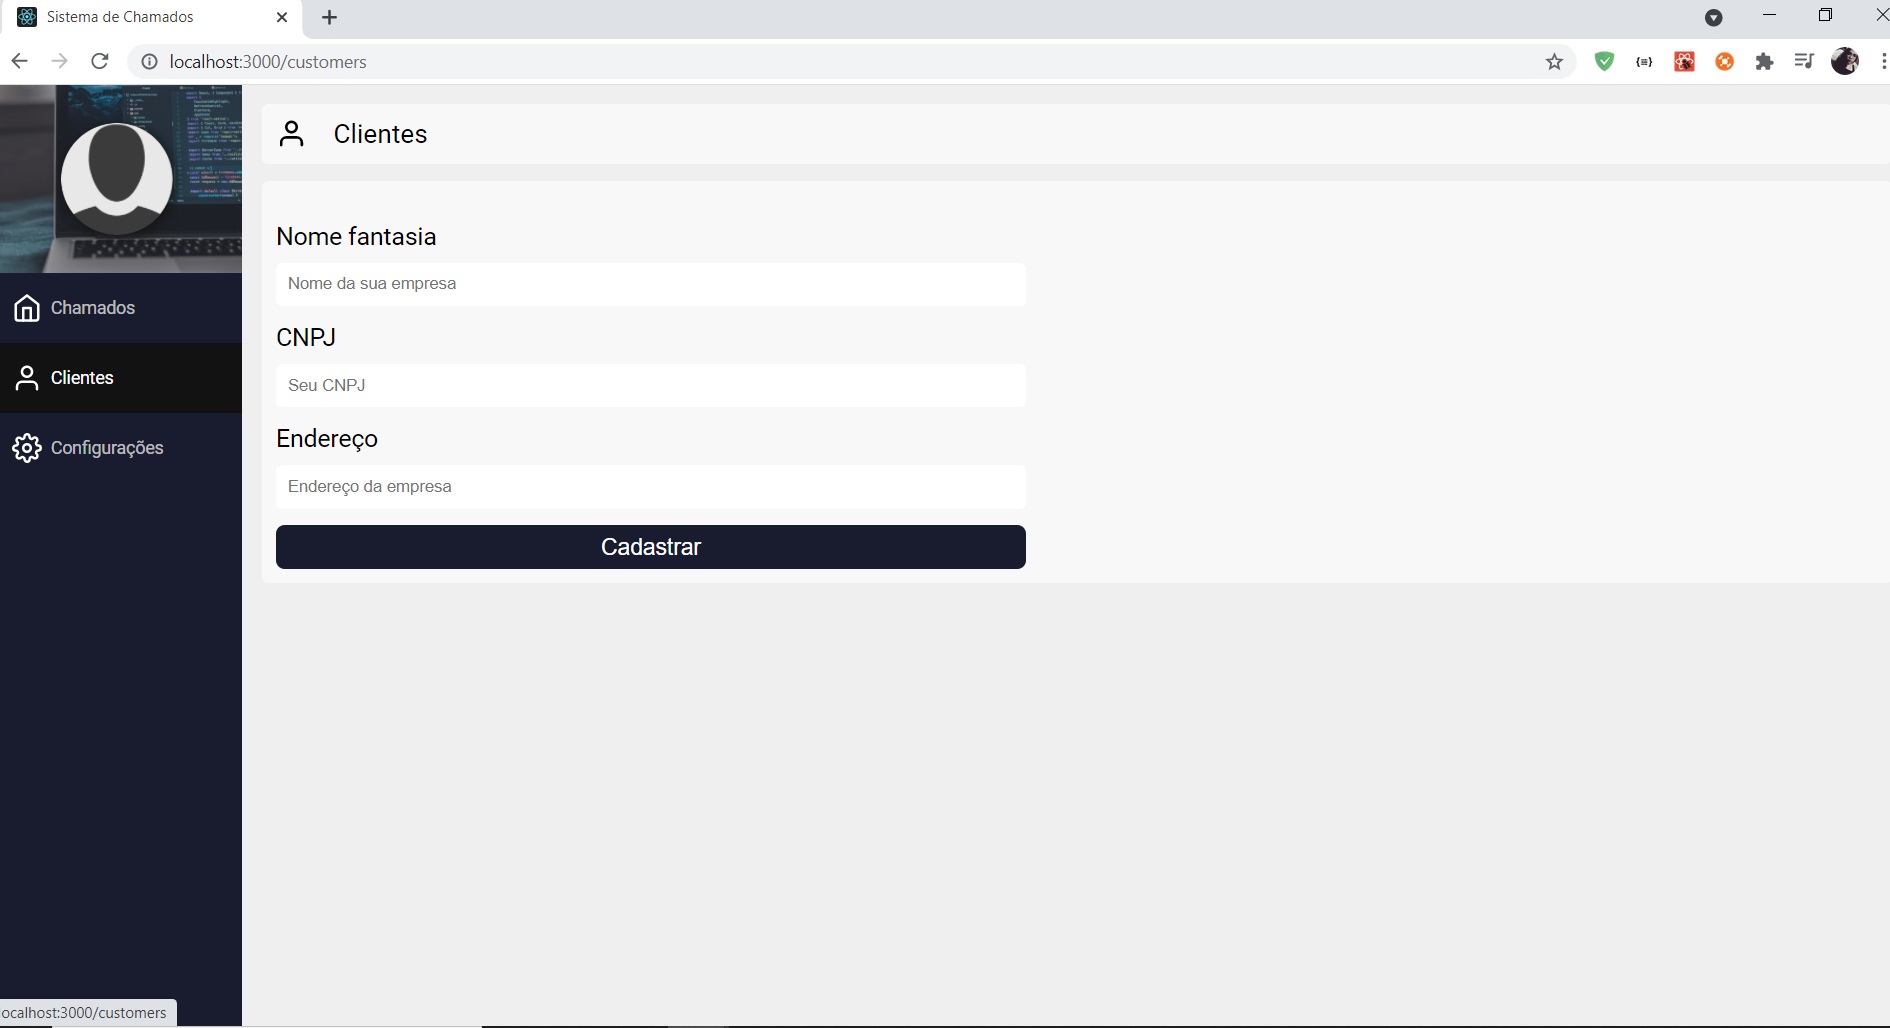 Sistema de Chamados
localhost:3000/customers
Clientes
Nome fantasia
Nome da sua empresa
CNPJ
Seu CNPJ
Endereço
Endereço da empresa
Cadastrar
Chamados
Clientes
Configurações
ocalhost:3000/customers